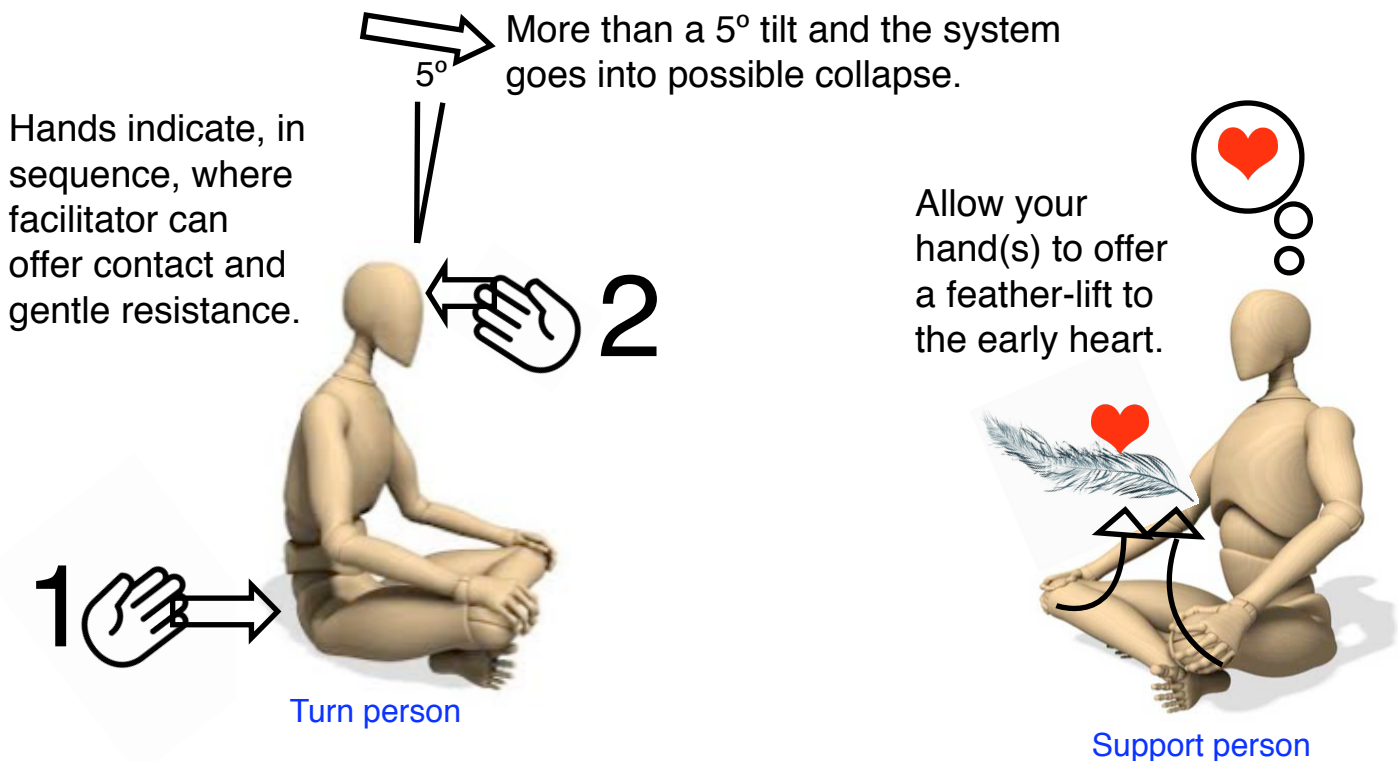 More than a 5º tilt and the system
goes into possible collapse.
5º
Hands indicate, in
sequence, where
facilitator can
offer contact and
gentle resistance.
2
1
Turn person
Allow your
hand(s) to offer
a feather-lift to
the early heart.
Support person